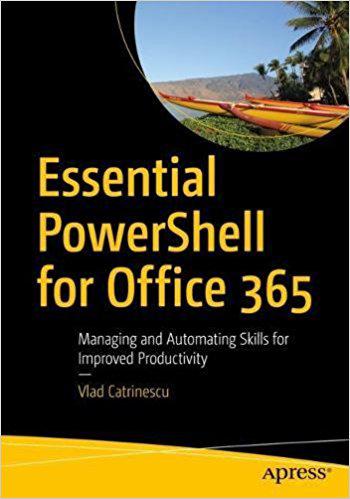 Essential
PowerShell
for Office 365
Managing and Automating Skills for
Improved Productivity
—
Vlad Catrinescu
Apress®